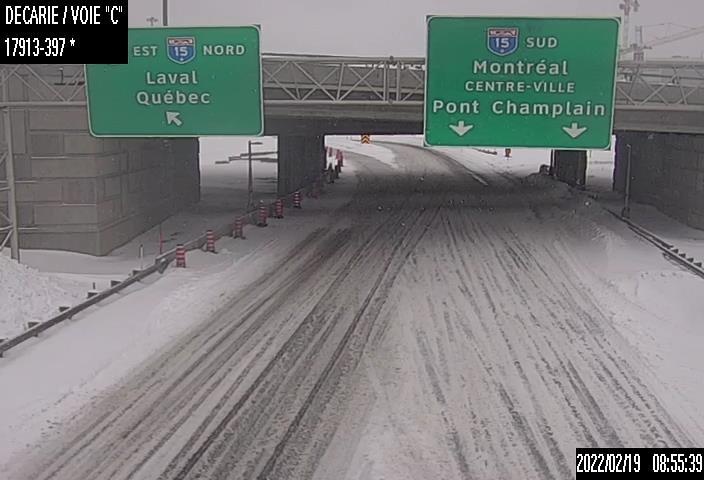 DECARIE / VOIE "C"
17913-397 *
EST 15 NORD
Laval
Québec
15 SUD
Montréal
CENTRE-VILLE
Pont Champlain
2022/02/19 08:55:39